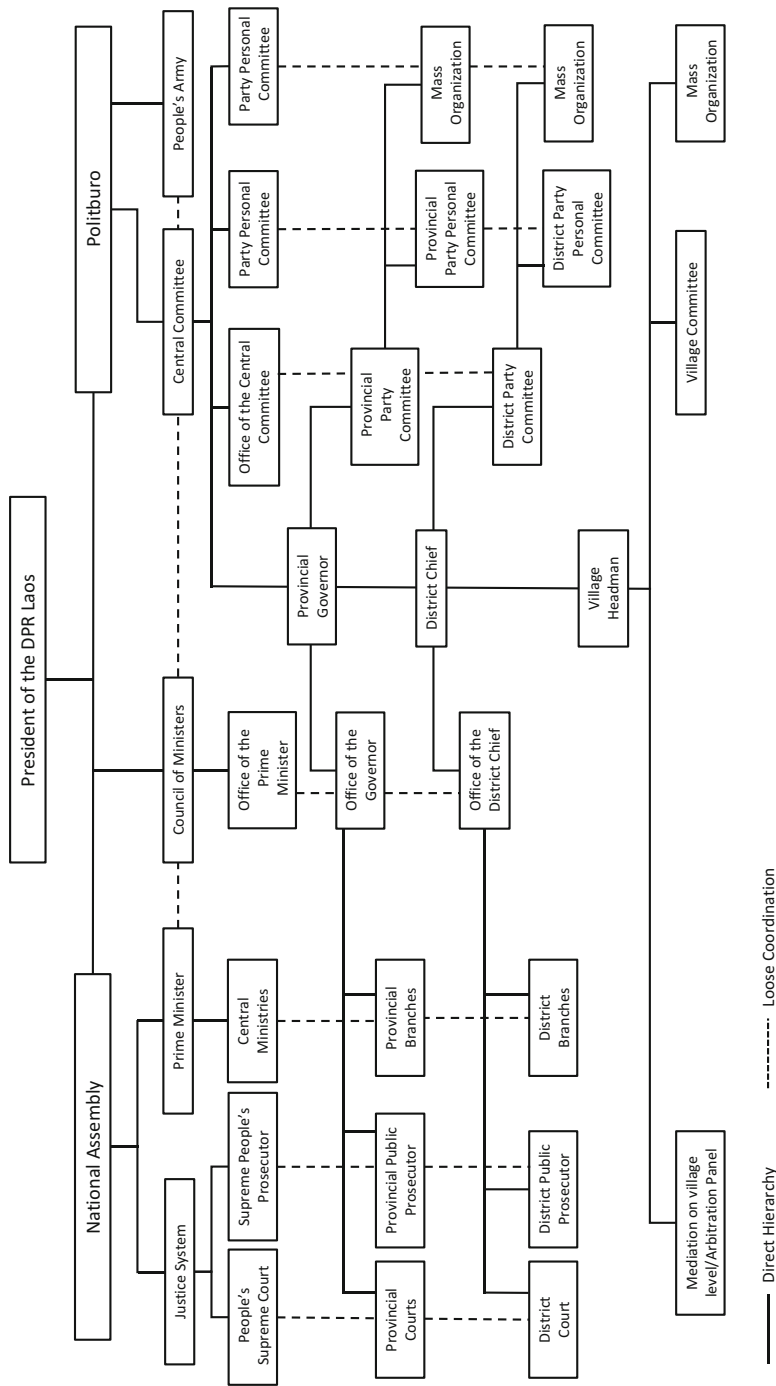 President of the DPR Laos
National Assembly
Politburo
Justice System
Prime Minister
Council of Ministers
Central Committee
People's Army
People's
Supreme Court
Supreme People's
Prosecutor
Central
Ministries
Office of the
Prime
Minister
Office of the Central
Committee
Party Personal
Committee
Party Personal
Committee
Provincial
Governor
Office of the
Governor
Provincial
Party
Committee
Provincial
Courts
Provincial Public
Prosecutor
Provincial
Branches
Provincial
Party Personal
Committee
Mass
Organization
District Chief
Office of the
District Chief
District Party
Committee
District
Court
District Public
Prosecutor
District
Branches
District Party
Personal
Committee
Mass
Organization
Village
Headman
Mediation on village
level/Arbitration Panel
Village Committee
Mass
Organization
Direct Hierarchy
Loose Coordination